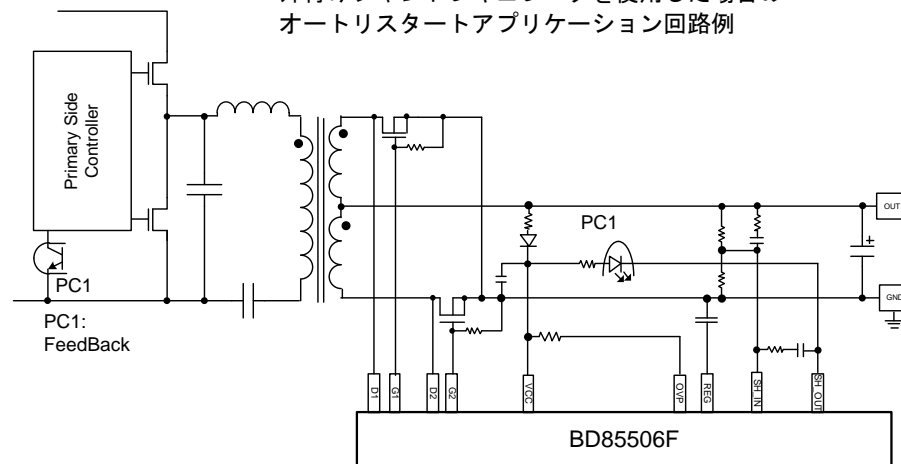 オートリスタートアプリケーション回路例
Primary Side
Controller
PC1
PC1:
FeedBack
PC1
OUT
GND
D1
G1
D2
G2
VCC
OVP
REG
SH_IN
SH_OUT
BD85506F